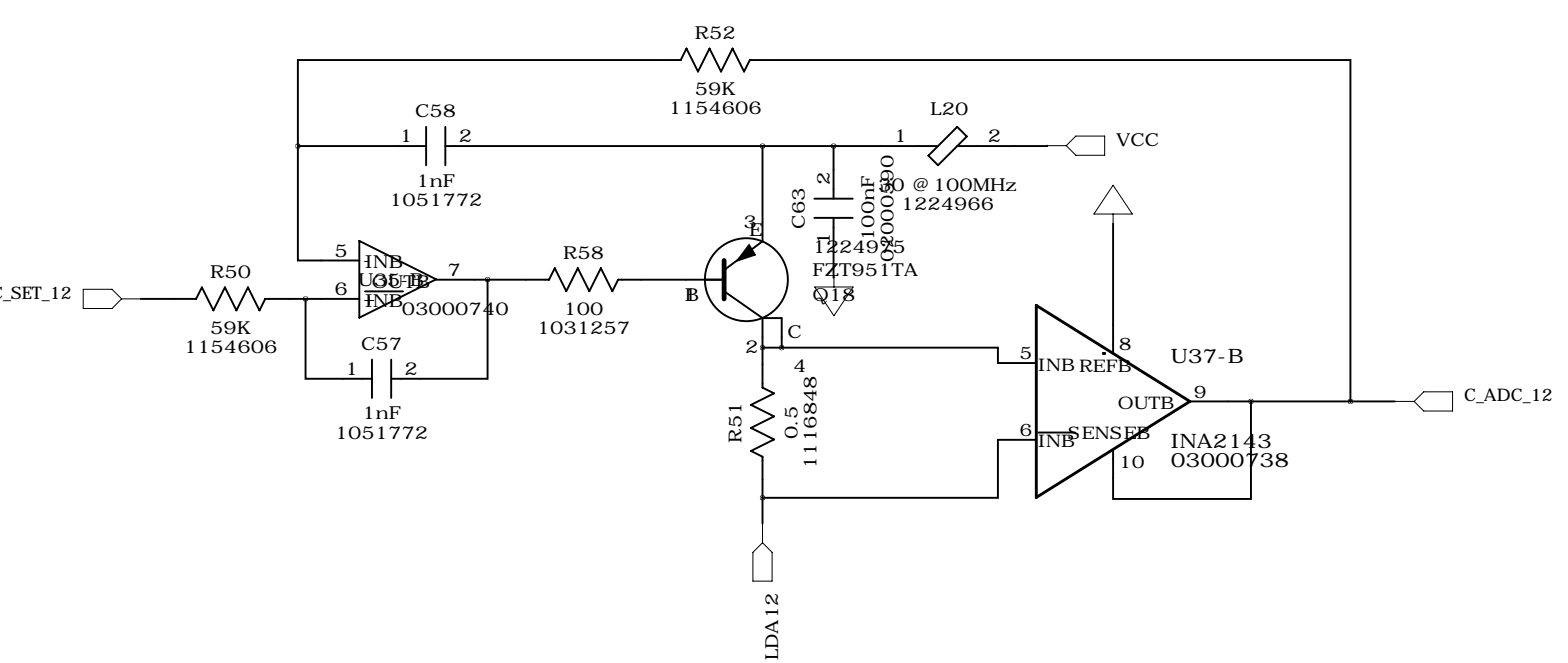 R52
59K
1154606
C58
1
2
1nF
1051772
L20
1
2
VCC
@ 100MHz
1224966
C63
2
1
100nF
3
E
1224975
FZT951TA
Q18
B
C
2
4
R50
59K
1154606
C_SET_12
5
INB
6
INB
U35-B
OUTB
7
03000740
C57
1
2
1nF
1051772
R58
100
1031257
R51
0.5
1116848
LDA12
5
INB
REFB
8
U37-B
OUTB
9
6
INB
SENSEB
10
INA2143
03000738
C_ADC_12